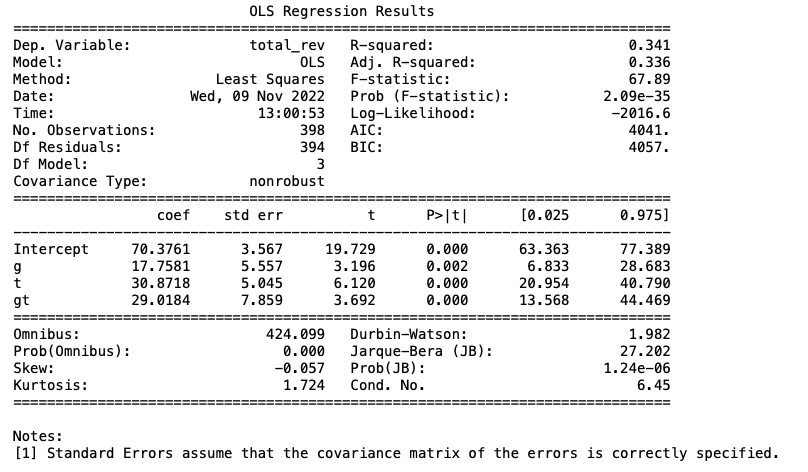 OLS Regression Results
==============================================================================
Dep. Variable: total_rev R-squared: 0.341
Model: OLS Adj. R-squared: 0.336
Method: Least Squares F-statistic: 67.89
Date: Wed, 09 Nov 2022 Prob (F-statistic): 2.09e-35
Time: 13:00:53 Log-Likelihood: -2016.6
No. Observations: 398 AIC: 4041.
Df Residuals: 394 BIC: 4057.
Df Model: 3
Covariance Type: nonrobust
==============================================================================
coef std err t P>|t| [0.025 0.975]
------------------------------------------------------------------------------
Intercept 70.3761 3.567 19.729 0.000 63.363 77.389
g 17.7581 5.557 3.196 0.002 6.833 28.683
t 30.8718 5.045 6.120 0.000 20.954 40.790
gt 29.0184 7.859 3.692 0.000 13.568 44.469
==============================================================================
Omnibus: 424.099 Durbin-Watson: 1.982
Prob(Omnibus): 0.000 Jarque-Bera (JB): 27.202
Skew: -0.057 Prob(JB): 1.24e-06
Kurtosis: 1.724 Cond. No. 6.45
==============================================================================
Notes:
[1] Standard Errors assume that the covariance matrix of the errors is correctly specified.